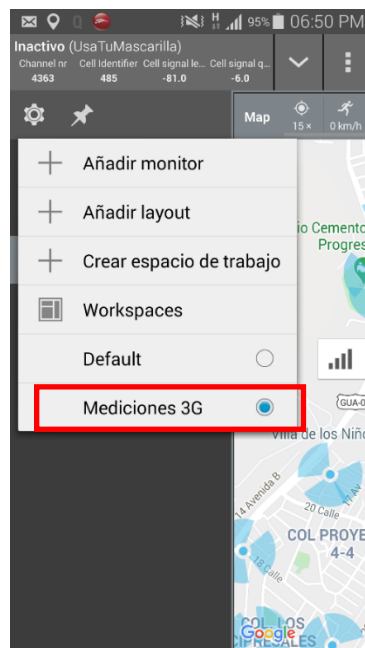 95% 06:50 PM
Inactivo (UsaTuMascarilla)
Channel nr Cell Identifier Cell signal le... Cell signal q...
4363 485 -81.0 -6.0
Map 15 × 0 km/h
Añadir monitor
Añadir layout
Crear espacio de trabajo
Workspaces
Default
Mediciones 3G
io Cemento
Progres
GUA-0
Villa de los Niño
14 Avenida B
20 Calle
18 Calle
COL PROYE
4-4
COL LOS
CIPRESALES
Google